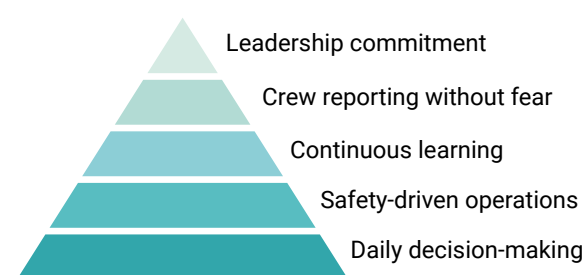 Leadership commitment
Crew reporting without fear
Continuous learning
Safety-driven operations
Daily decision-making